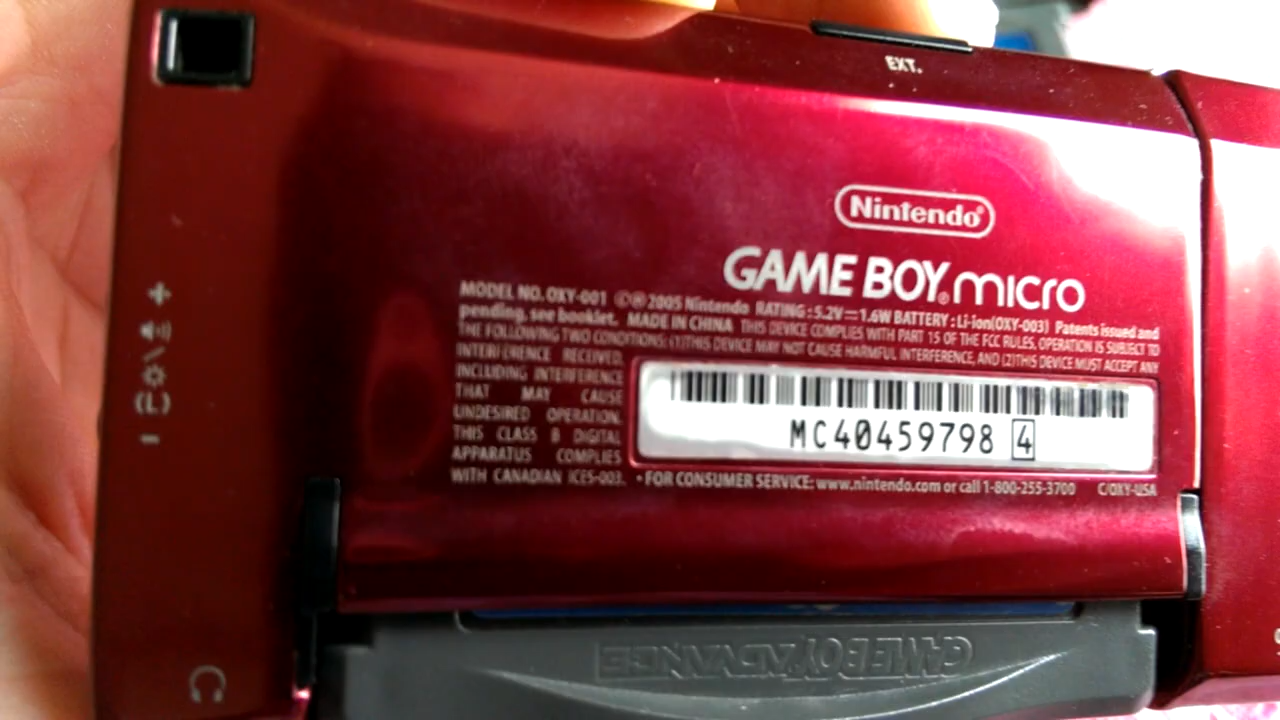 EXT.
Nintendo®
GAME BOY® micro
MODEL NO. OXY-001 ©®2005 Nintendo RATING : 5.2V⎓1.6W BATTERY : Li-ion(OXY-003) Patents issued and
pending, see booklet. MADE IN CHINA THIS DEVICE COMPLIES WITH PART 15 OF THE FCC RULES. OPERATION IS SUBJECT TO
THE FOLLOWING TWO CONDITIONS: (1)THIS DEVICE MAY NOT CAUSE HARMFUL INTERFERENCE, AND (2)THIS DEVICE MUST ACCEPT ANY
INTERFERENCE RECEIVED,
INCLUDING INTERFERENCE
THAT MAY CAUSE
UNDESIRED OPERATION.
THIS CLASS B DIGITAL
APPARATUS COMPLIES
WITH CANADIAN ICES-003.
MC40459798 4
• FOR CONSUMER SERVICE: www.nintendo.com or call 1-800-255-3700 C/OXY-USA
GAME BOY ADVANCE